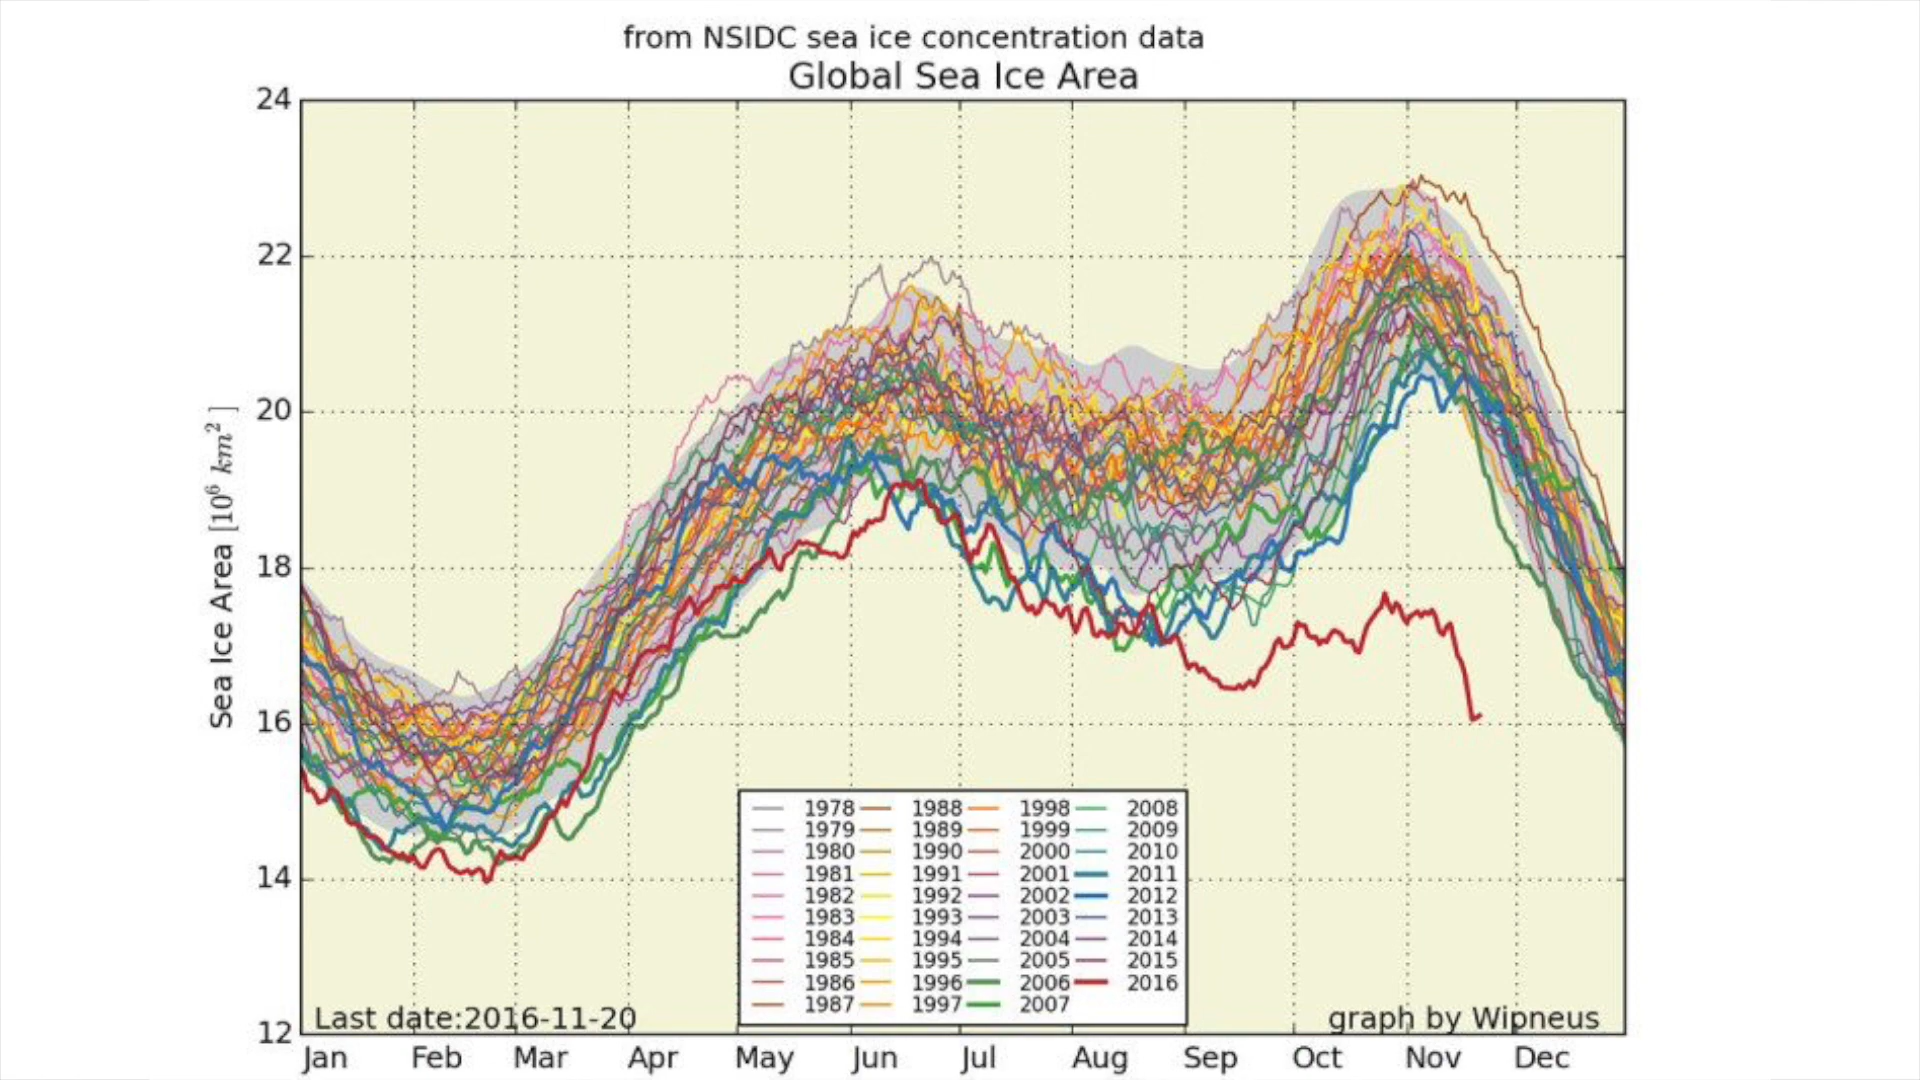 from NSIDC sea ice concentration data
Global Sea Ice Area
24
22
20
18
16
14
12
Sea Ice Area [10⁶ km²]
1978 1988 1998 2008
1979 1989 1999 2009
1980 1990 2000 2010
1981 1991 2001 2011
1982 1992 2002 2012
1983 1993 2003 2013
1984 1994 2004 2014
1985 1995 2005 2015
1986 1996 2006 2016
1987 1997 2007
Last date:2016-11-20
graph by Wipneus
Jan Feb Mar Apr May Jun Jul Aug Sep Oct Nov Dec